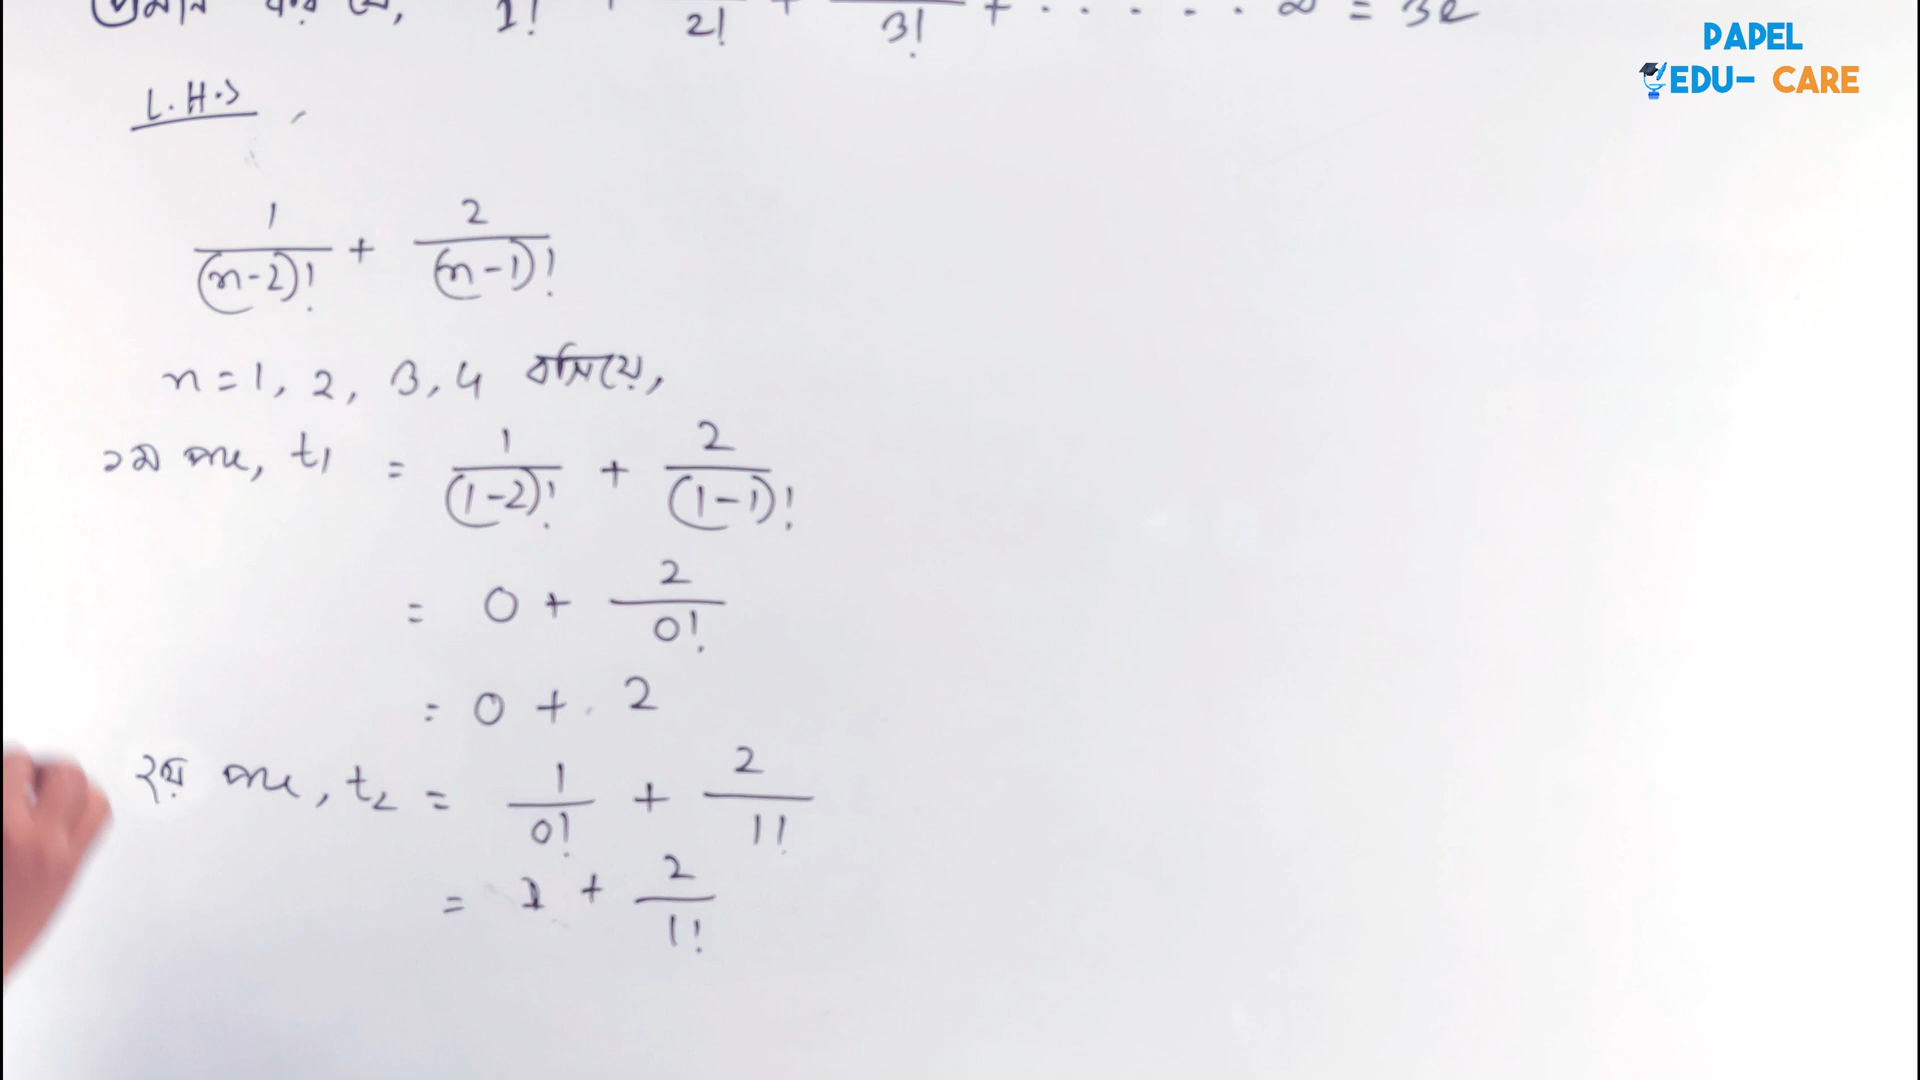 প্রমান কর যে, 1! + 2! + 3! + . . . . . . ∞ = 3e
PAPEL
EDU- CARE
L.H.S,
1/(n-2)! + 2/(n-1)!
n = 1, 2, 3, 4 বসিয়ে,
১ম পদ, t1 = 1/(1-2)! + 2/(1-1)!
= 0 + 2/0!
= 0 + 2
২য় পদ, t2 = 1/0! + 2/1!
= 1 + 2/1!